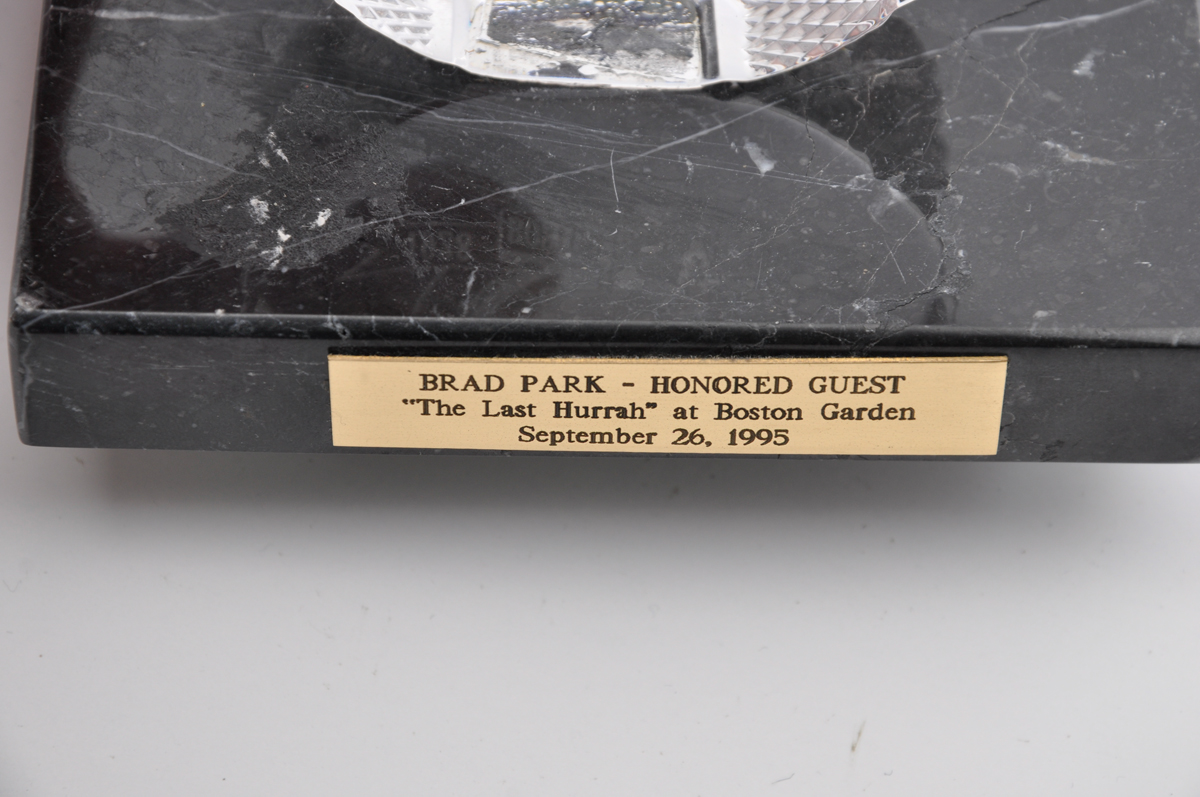 BRAD PARK - HONORED GUEST
"The Last Hurrah" at Boston Garden
September 26, 1995